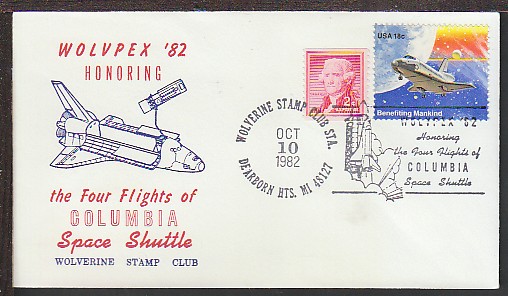 WOLVPEX '82
HONORING
the Four Flights of
COLUMBIA
Space Shuttle
WOLVERINE STAMP CLUB
USA 18c
Benefiting Mankind
2¢
WOLVERINE STAMP CLUB STA.
OCT
10
1982
DEARBORN HTS. MI 48127
WOLVPEX '82
Honoring
the Four Flights of
COLUMBIA
Space Shuttle